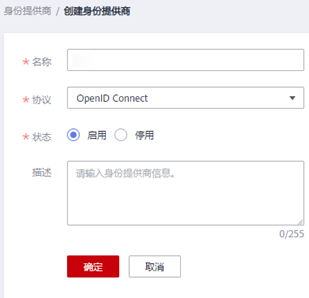 身份提供商 / 创建身份提供商
* 名称
* 协议 OpenID Connect
* 状态 启用 停用
描述 请输入身份提供商信息。
0/255
确定 取消